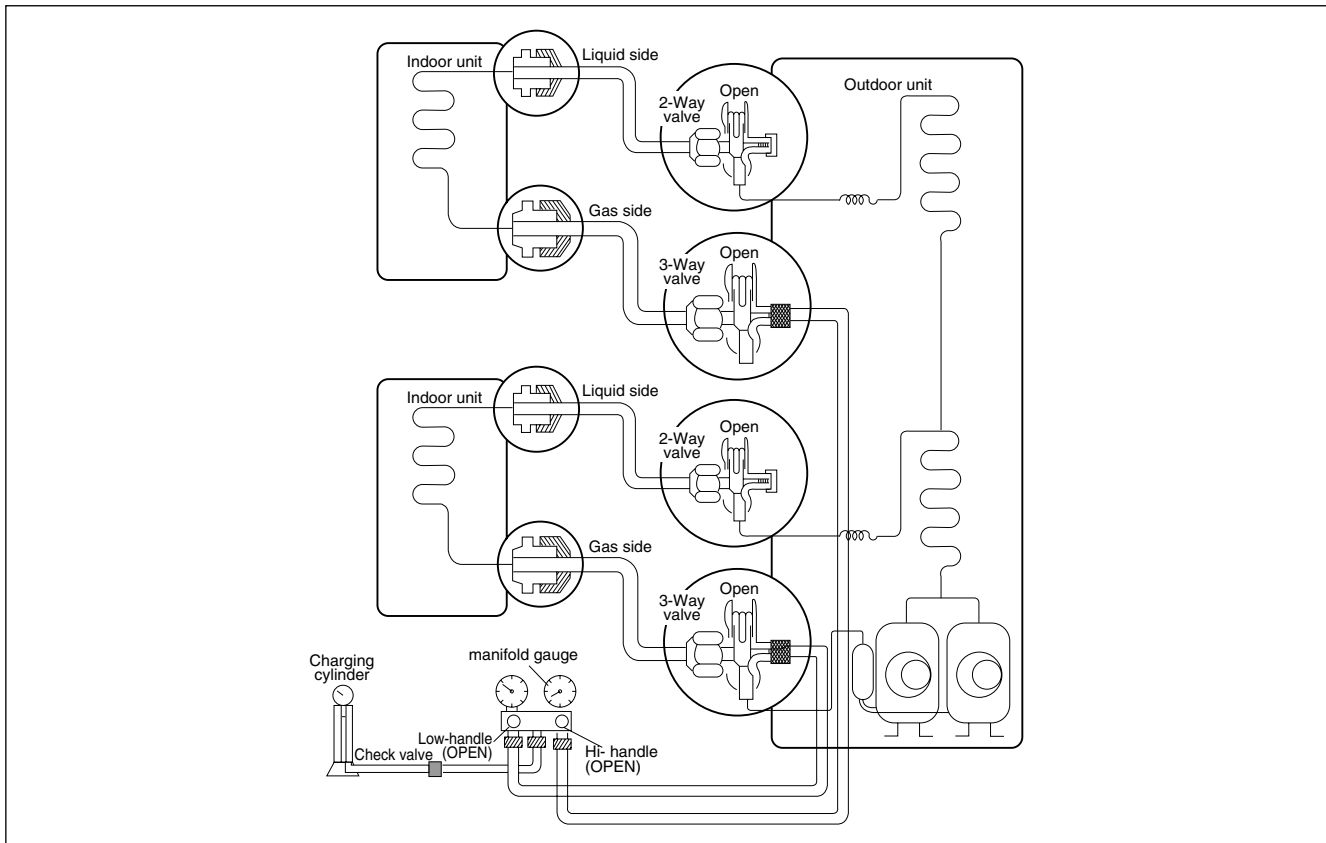 Indoor unit
Liquid side
2-Way
valve
Open
Outdoor unit
Gas side
3-Way
valve
Open
Indoor unit
Liquid side
2-Way
valve
Open
Gas side
3-Way
valve
Open
Charging
cylinder
manifold gauge
Check valve
Low-handle
(OPEN)
Hi- handle
(OPEN)